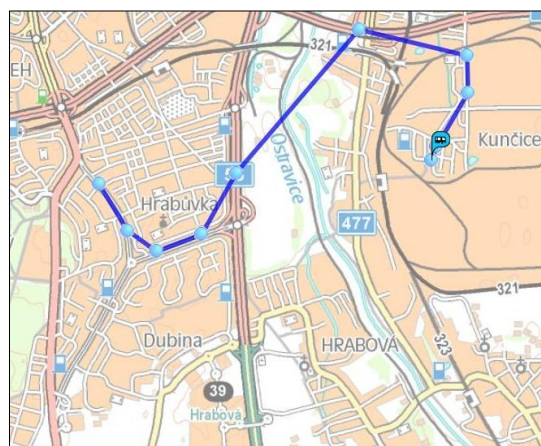 321
EH
Ostravice
Kunčice
Hrabůvka
477
321
323
Dubina
HRABOVÁ
39
Hrabová